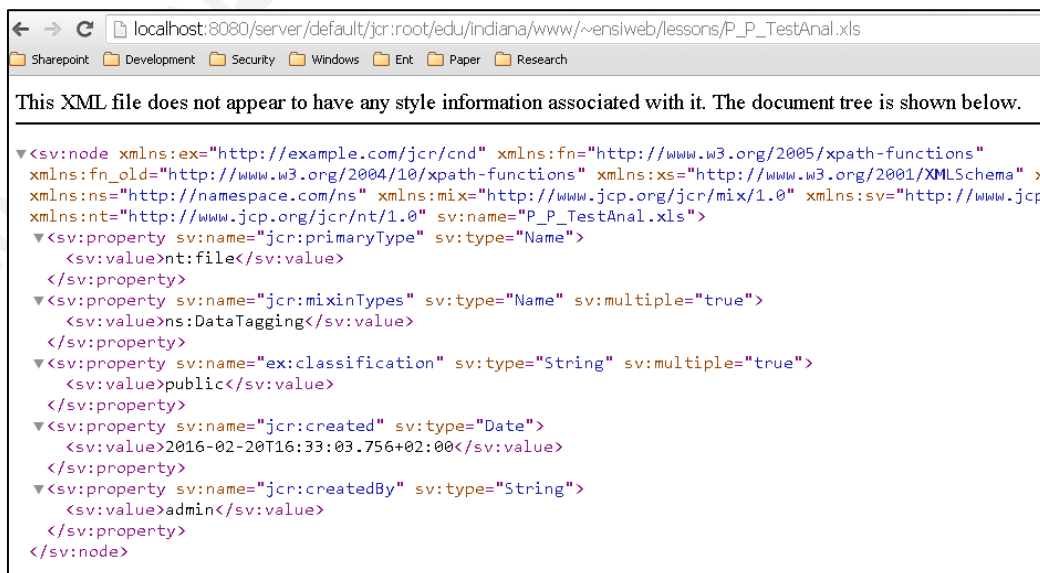 localhost:8080/server/default/jcr:root/edu/indiana/www/~ensiweb/lessons/P_P_TestAnal.xls
Sharepoint Development Security Windows Ent Paper Research
This XML file does not appear to have any style information associated with it. The document tree is shown below.
▼<sv:node xmlns:ex="http://example.com/jcr/cnd" xmlns:fn="http://www.w3.org/2005/xpath-functions"
xmlns:fn_old="http://www.w3.org/2004/10/xpath-functions" xmlns:xs="http://www.w3.org/2001/XMLSchema"
xmlns:ns="http://namespace.com/ns" xmlns:mix="http://www.jcp.org/jcr/mix/1.0" xmlns:sv="http://www.jcp
xmlns:nt="http://www.jcp.org/jcr/nt/1.0" sv:name="P_P_TestAnal.xls">
▼<sv:property sv:name="jcr:primaryType" sv:type="Name">
<sv:value>nt:file</sv:value>
</sv:property>
▼<sv:property sv:name="jcr:mixinTypes" sv:type="Name" sv:multiple="true">
<sv:value>ns:DataTagging</sv:value>
</sv:property>
▼<sv:property sv:name="ex:classification" sv:type="String" sv:multiple="true">
<sv:value>public</sv:value>
</sv:property>
▼<sv:property sv:name="jcr:created" sv:type="Date">
<sv:value>2016-02-20T16:33:03.756+02:00</sv:value>
</sv:property>
▼<sv:property sv:name="jcr:createdBy" sv:type="String">
<sv:value>admin</sv:value>
</sv:property>
</sv:node>